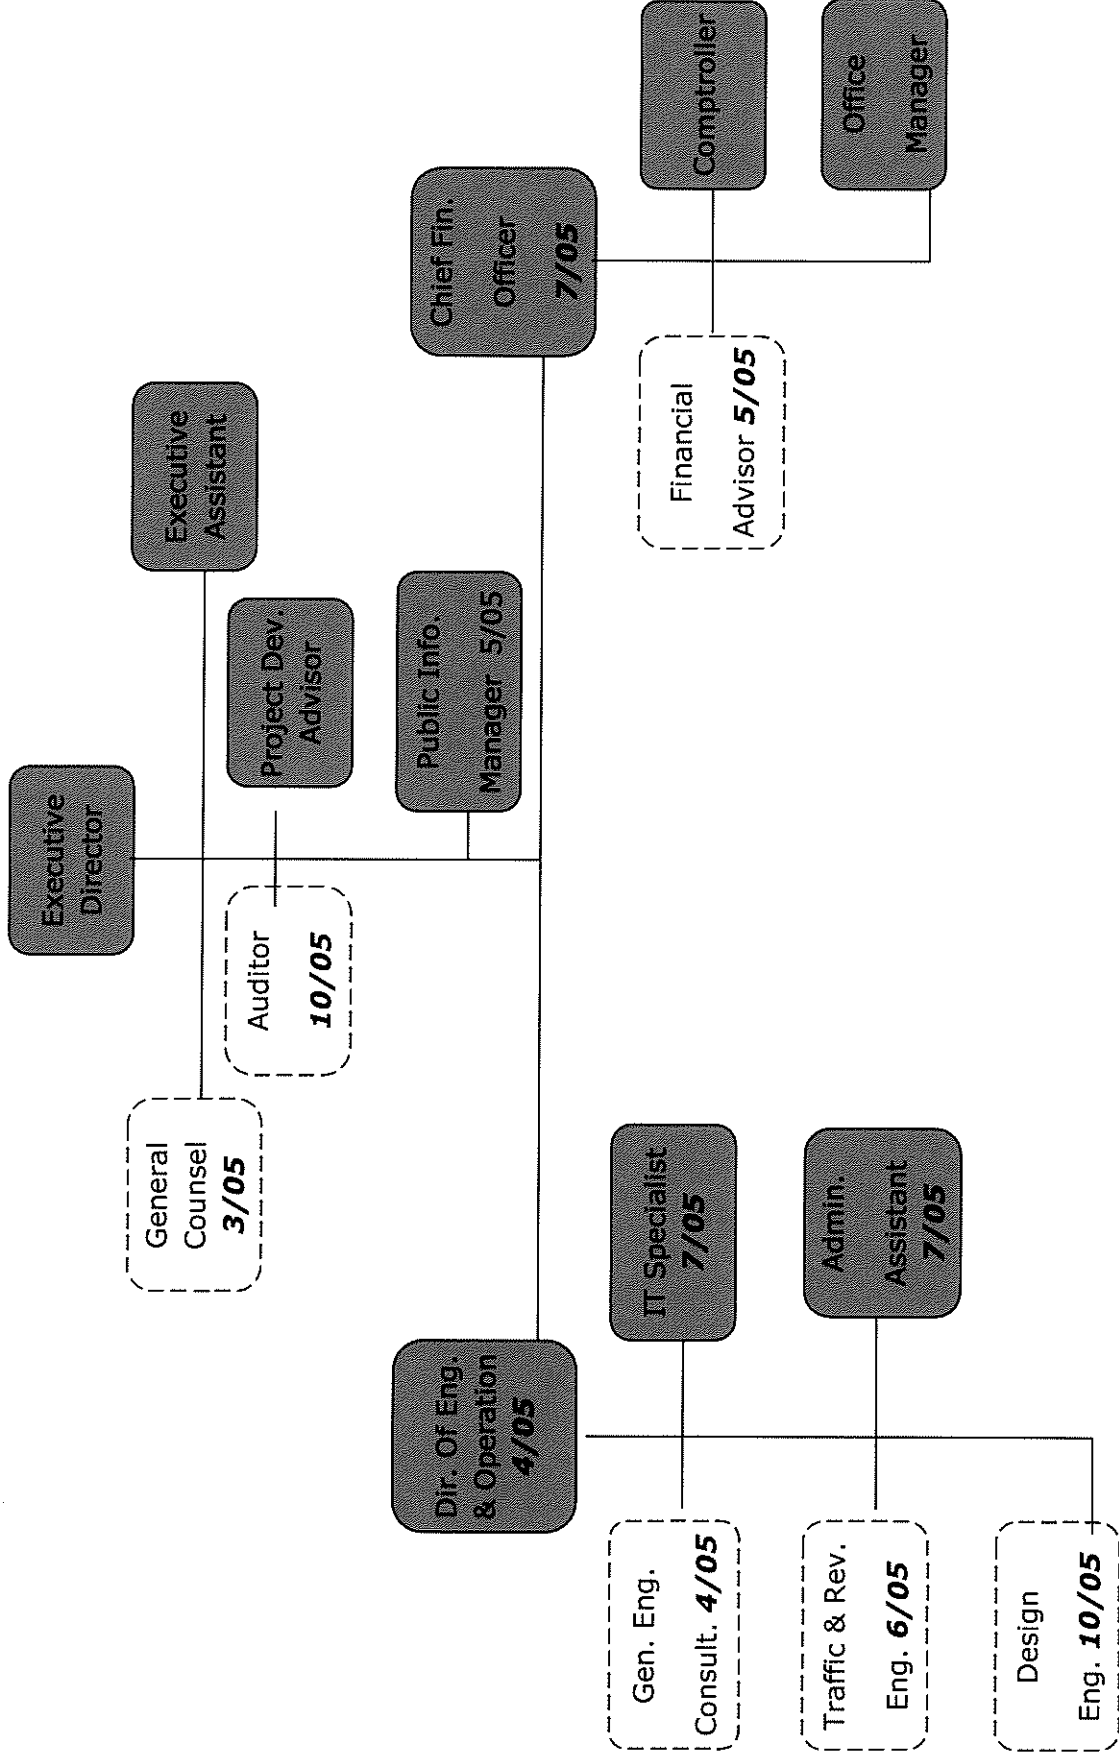 Executive
Director
General
Counsel
3/05
Executive
Assistant
Auditor
10/05
Project Dev.
Advisor
Public Info.
Manager 5/05
Dir. Of Eng.
& Operation
4/05
Chief Fin.
Officer
7/05
Gen. Eng.
Consult. 4/05
IT Specialist
7/05
Traffic & Rev.
Eng. 6/05
Admin.
Assistant
7/05
Design
Eng. 10/05
Financial
Advisor 5/05
Comptroller
Office
Manager